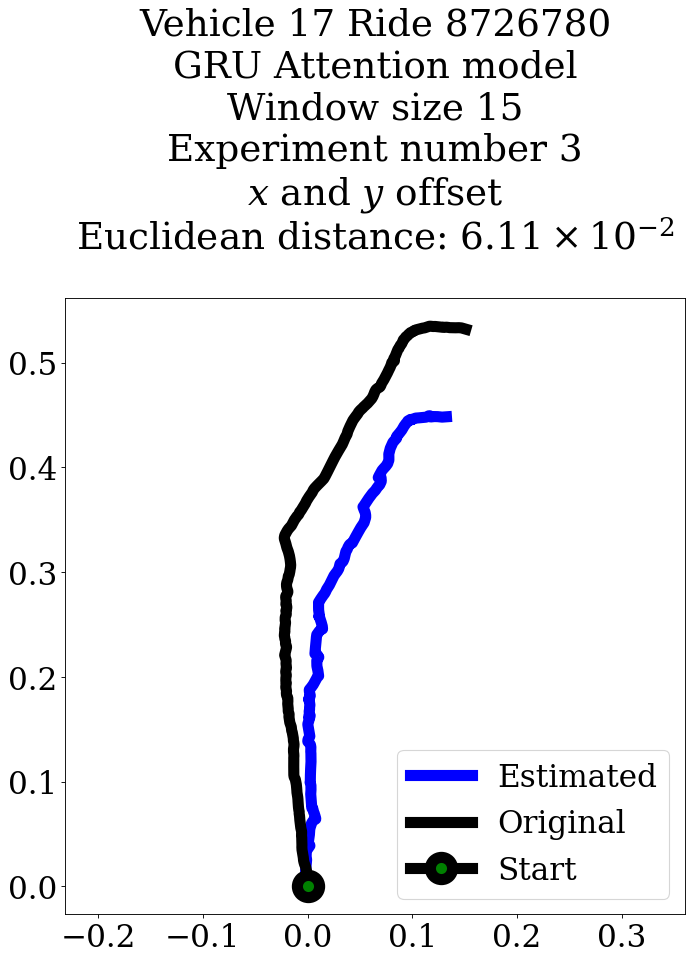 Vehicle 17 Ride 8726780
GRU Attention model
Window size 15
Experiment number 3
x and y offset
Euclidean distance: 6.11 × 10⁻²
0.5
0.4
0.3
0.2
0.1
0.0
Estimated
Original
Start
−0.2 −0.1 0.0 0.1 0.2 0.3